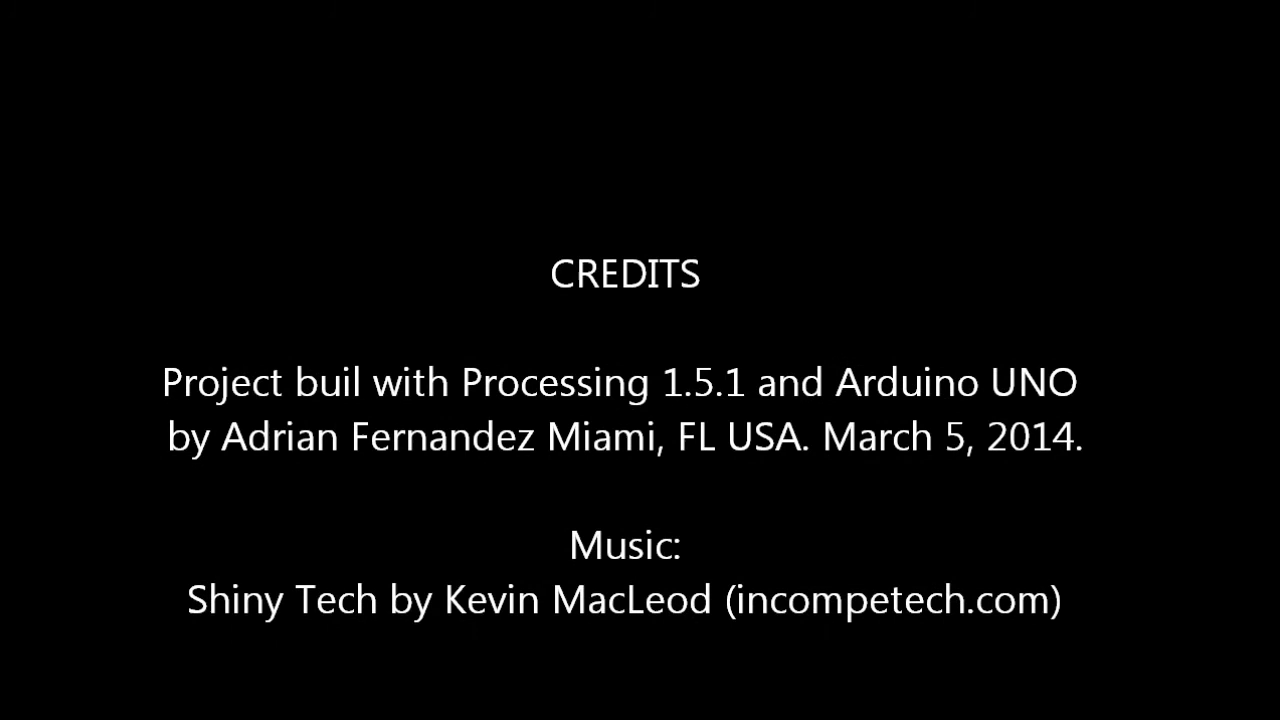 CREDITS
Project buil with Processing 1.5.1 and Arduino UNO
by Adrian Fernandez Miami, FL USA. March 5, 2014.
Music:
Shiny Tech by Kevin MacLeod (incompetech.com)